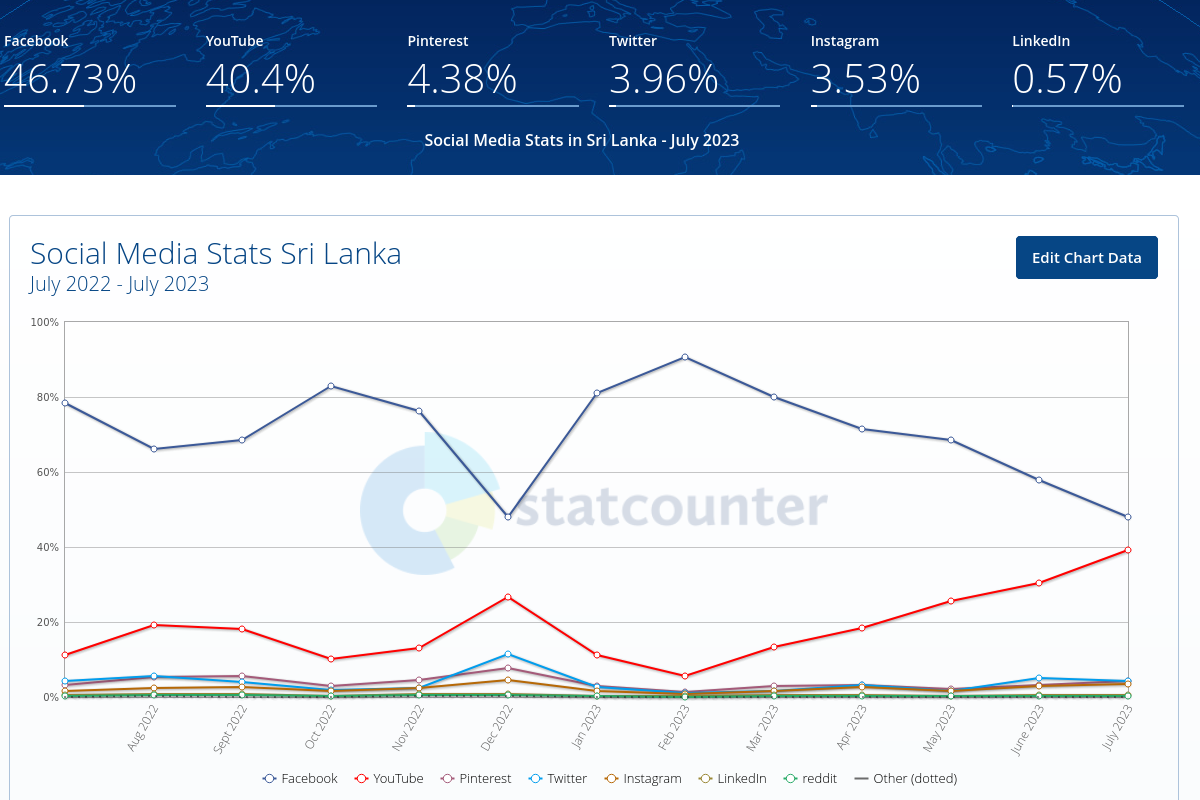 Facebook YouTube Pinterest Twitter Instagram LinkedIn
46.73% 40.4% 4.38% 3.96% 3.53% 0.57%
Social Media Stats in Sri Lanka - July 2023
Social Media Stats Sri Lanka
July 2022 - July 2023
Edit Chart Data
100%
80%
60%
40%
20%
0%
statcounter
Aug 2022 Sept 2022 Oct 2022 Nov 2022 Dec 2022 Jan 2023 Feb 2023 Mar 2023 Apr 2023 May 2023 June 2023 July 2023
Facebook YouTube Pinterest Twitter Instagram LinkedIn reddit Other (dotted)